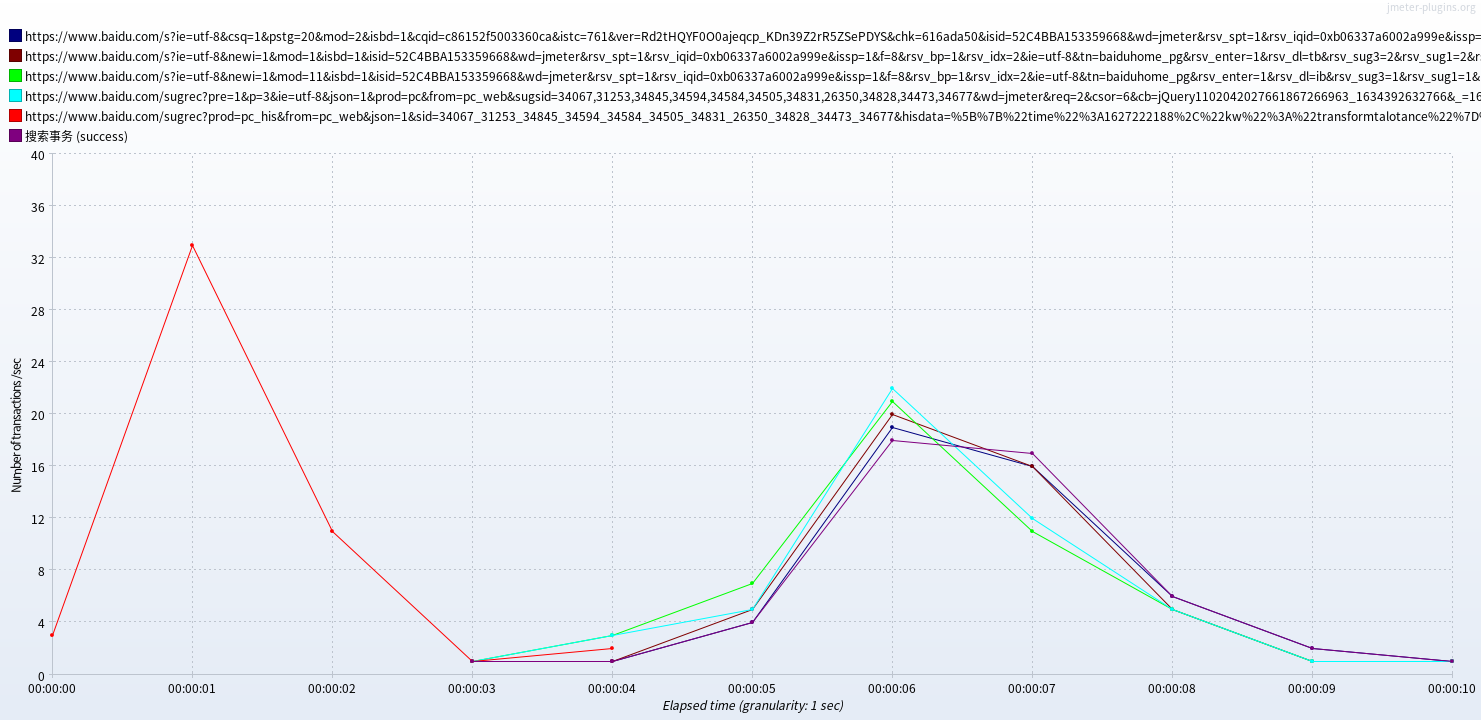 jmeter-plugins.org
https://www.baidu.com/s?ie=utf-8&csq=1&pstg=20&mod=2&isbd=1&cqid=c86152f5003360ca&istc=761&ver=Rd2tHQYF0O0ajeqcp_KDn39Z2rR5ZSePDYS&chk=616ada50&isid=52C4BBA153359668&wd=jmeter&rsv_spt=1&rsv_iqid=0xb06337a6002a999e&issp=
https://www.baidu.com/s?ie=utf-8&newi=1&mod=1&isbd=1&isid=52C4BBA153359668&wd=jmeter&rsv_spt=1&rsv_iqid=0xb06337a6002a999e&issp=1&f=8&rsv_bp=1&rsv_idx=2&ie=utf-8&tn=baiduhome_pg&rsv_enter=1&rsv_dl=tb&rsv_sug3=2&rsv_sug1=2&r
https://www.baidu.com/s?ie=utf-8&newi=1&mod=11&isbd=1&isid=52C4BBA153359668&wd=jmeter&rsv_spt=1&rsv_iqid=0xb06337a6002a999e&issp=1&f=8&rsv_bp=1&rsv_idx=2&ie=utf-8&tn=baiduhome_pg&rsv_enter=1&rsv_dl=ib&rsv_sug3=1&rsv_sug1=1&
https://www.baidu.com/sugrec?pre=1&p=3&ie=utf-8&json=1&prod=pc&from=pc_web&sugsid=34067,31253,34845,34594,34584,34505,34831,26350,34828,34473,34677&wd=jmeter&req=2&csor=6&cb=jQuery1102042027661867266963_1634392632766&_=16
https://www.baidu.com/sugrec?prod=pc_his&from=pc_web&json=1&sid=34067_31253_34845_34594_34584_34505_34831_26350_34828_34473_34677&hisdata=%5B%7B%22time%22%3A1627222188%2C%22kw%22%3A%22transformtalotance%22%7D%
搜索事务 (success)
40
36
32
28
24
20
16
12
8
4
0
Number of transactions /sec
00:00:00 00:00:01 00:00:02 00:00:03 00:00:04 00:00:05 00:00:06 00:00:07 00:00:08 00:00:09 00:00:10
Elapsed time (granularity: 1 sec)